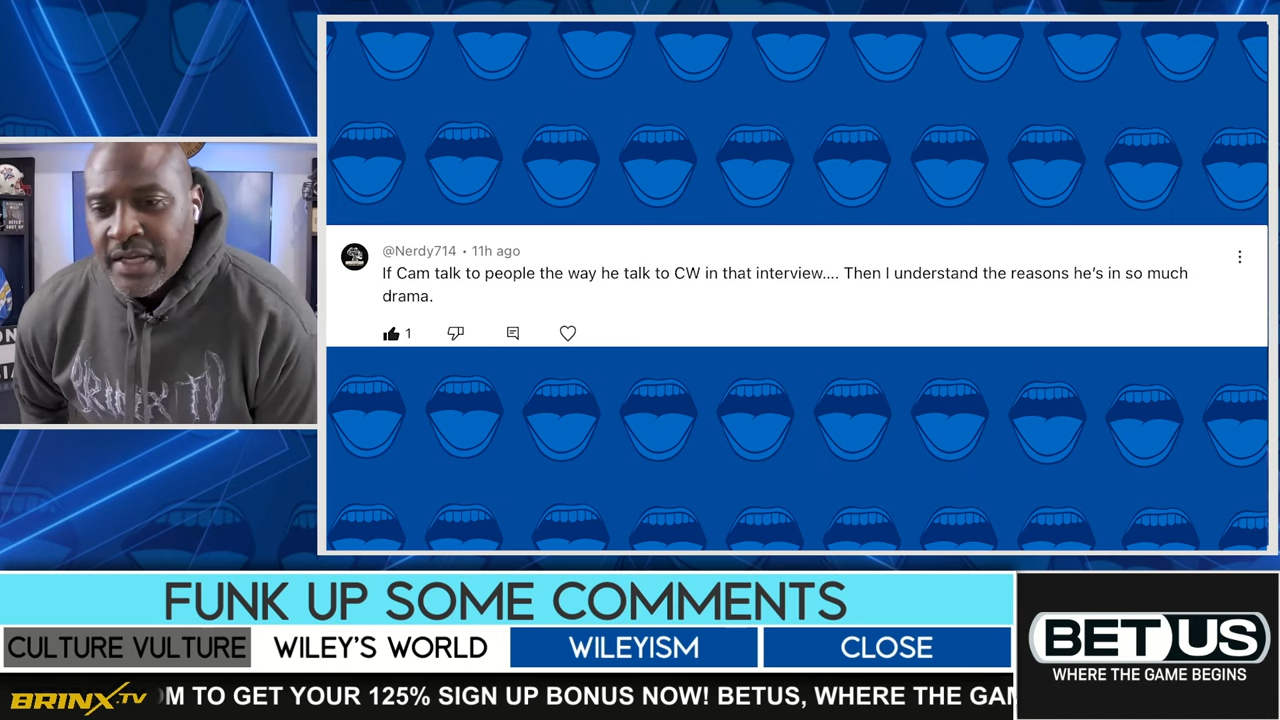 @Nerdy714 • 11h ago
If Cam talk to people the way he talk to CW in that interview.... Then I understand the reasons he's in so much
drama.
1
BRINX TV
FUNK UP SOME COMMENTS
CULTURE VULTURE
WILEY'S WORLD
WILEYISM
CLOSE
BETUS
WHERE THE GAME BEGINS
BRINX.TV
M TO GET YOUR 125% SIGN UP BONUS NOW! BETUS, WHERE THE GAM